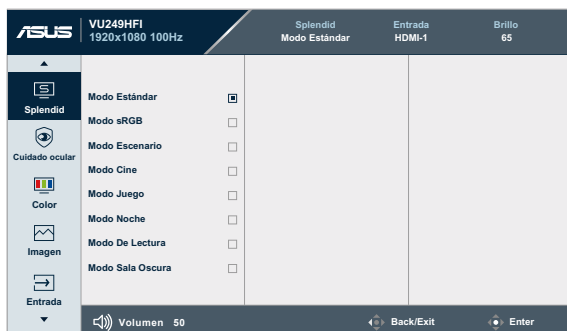 ASUS
VU249HFI
1920x1080 100Hz
Splendid
Modo Estándar
Entrada
HDMI-1
Brillo
65
Splendid
Cuidado ocular
Color
Imagen
Entrada
Modo Estándar
Modo sRGB
Modo Escenario
Modo Cine
Modo Juego
Modo Noche
Modo De Lectura
Modo Sala Oscura
Volumen 50
Back/Exit
Enter